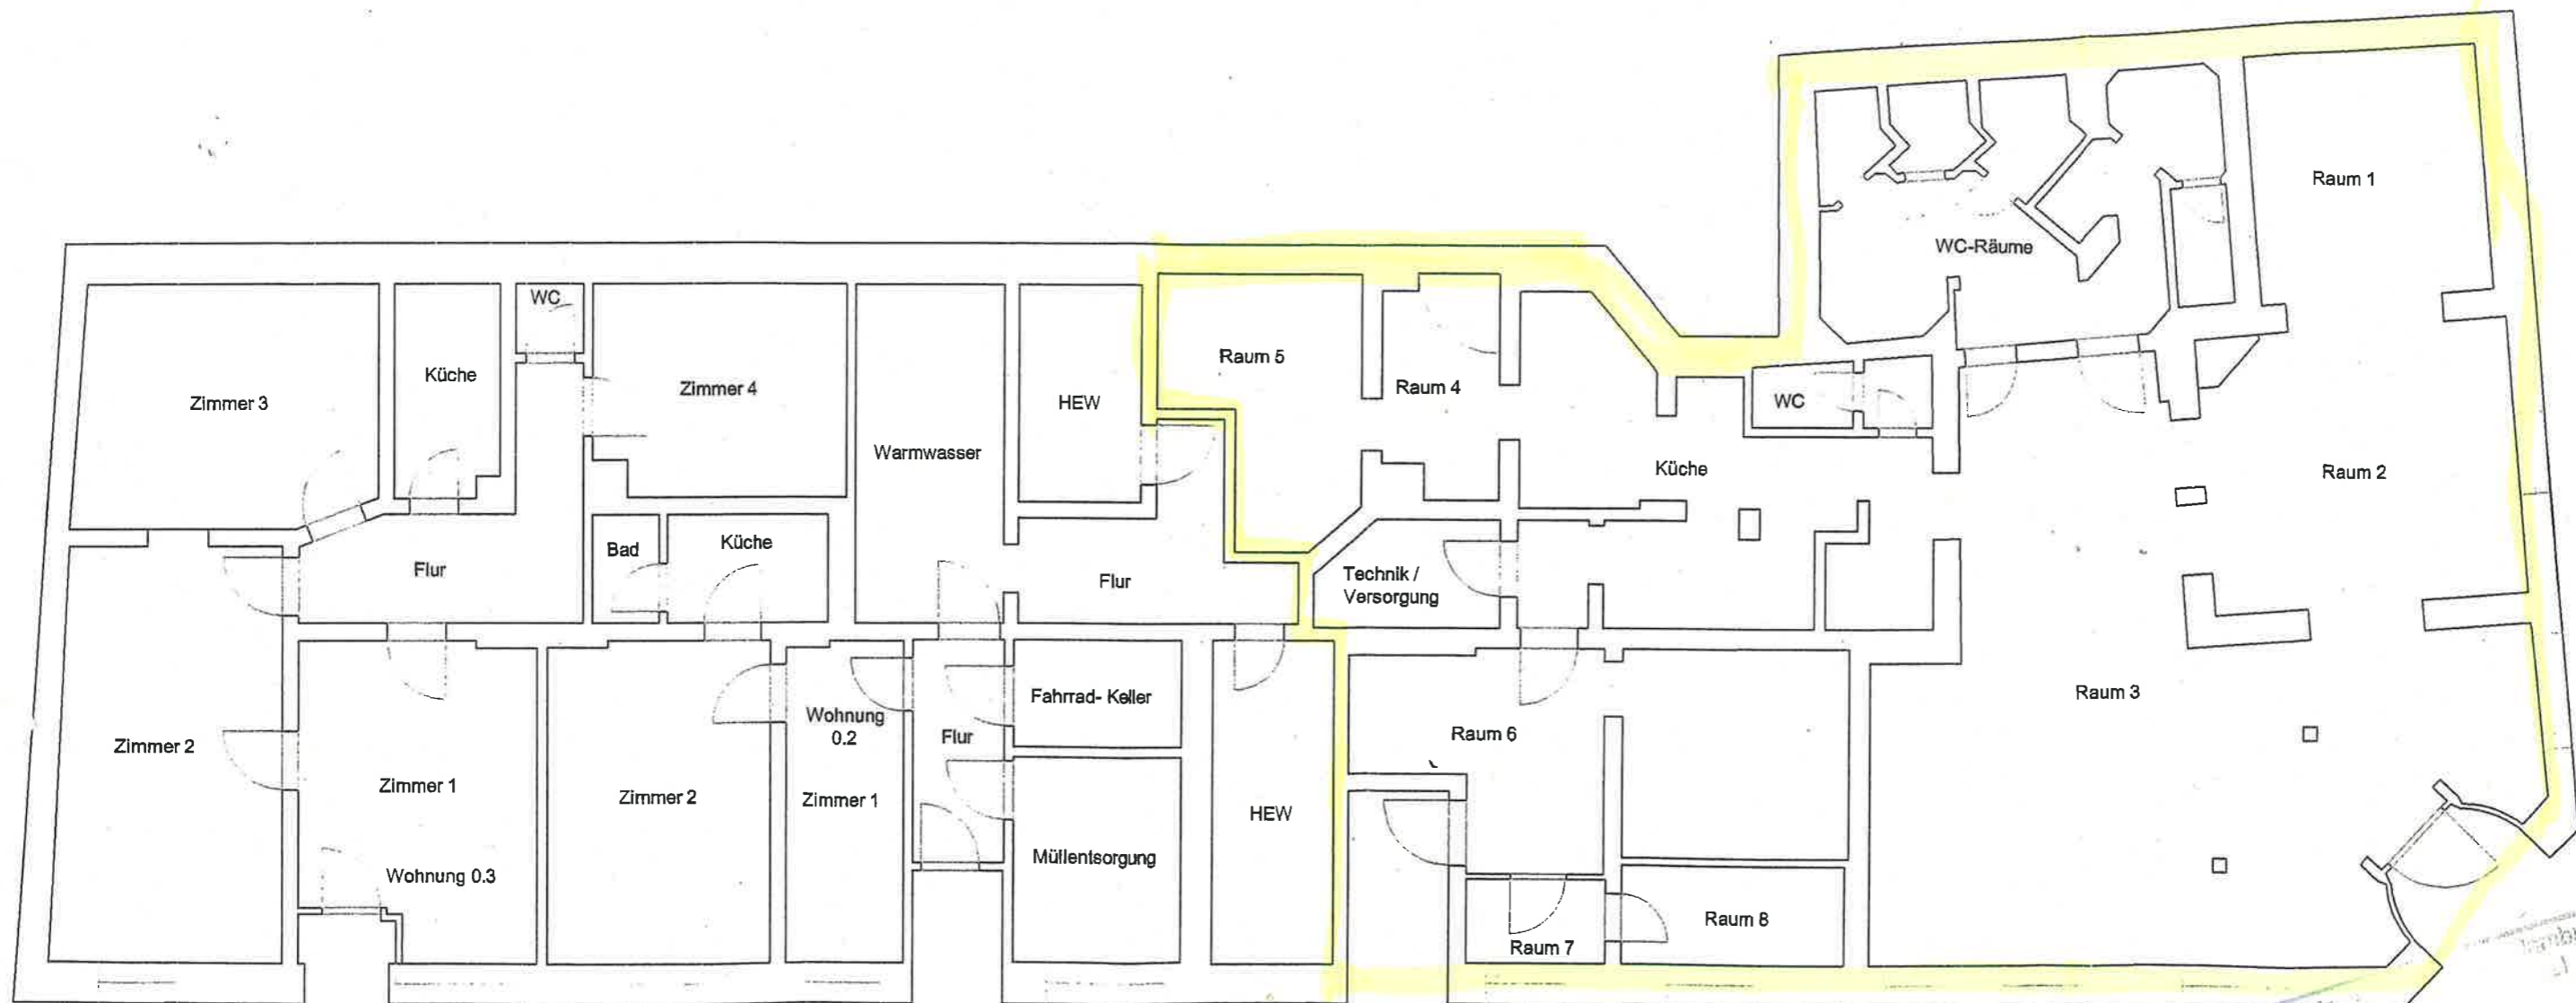 Raum 1
WC-Räume
WC
Küche
Zimmer 3
Zimmer 4
HEW
Raum 5
Raum 4
WC
Warmwasser
Küche
Raum 2
Bad
Küche
Flur
Flur
Technik /
Versorgung
Fahrrad- Keller
Raum 3
Wohnung
0.2
Flur
Raum 6
Zimmer 2
Zimmer 1
Zimmer 2
Zimmer 1
HEW
Müllentsorgung
Wohnung 0.3
Raum 7
Raum 8